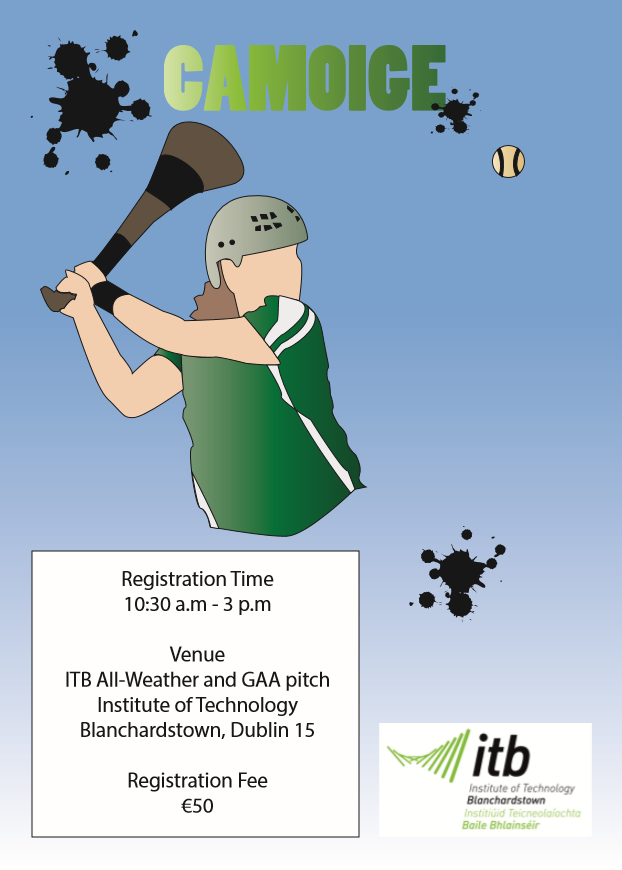 CAMOIGE
Registration Time
10:30 a.m - 3 p.m
Venue
ITB All-Weather and GAA pitch
Institute of Technology
Blanchardstown, Dublin 15
Registration Fee
€50
itb
Institute of Technology
Blanchardstown
Institiúid Teicneolaíochta
Baile Bhlainséir